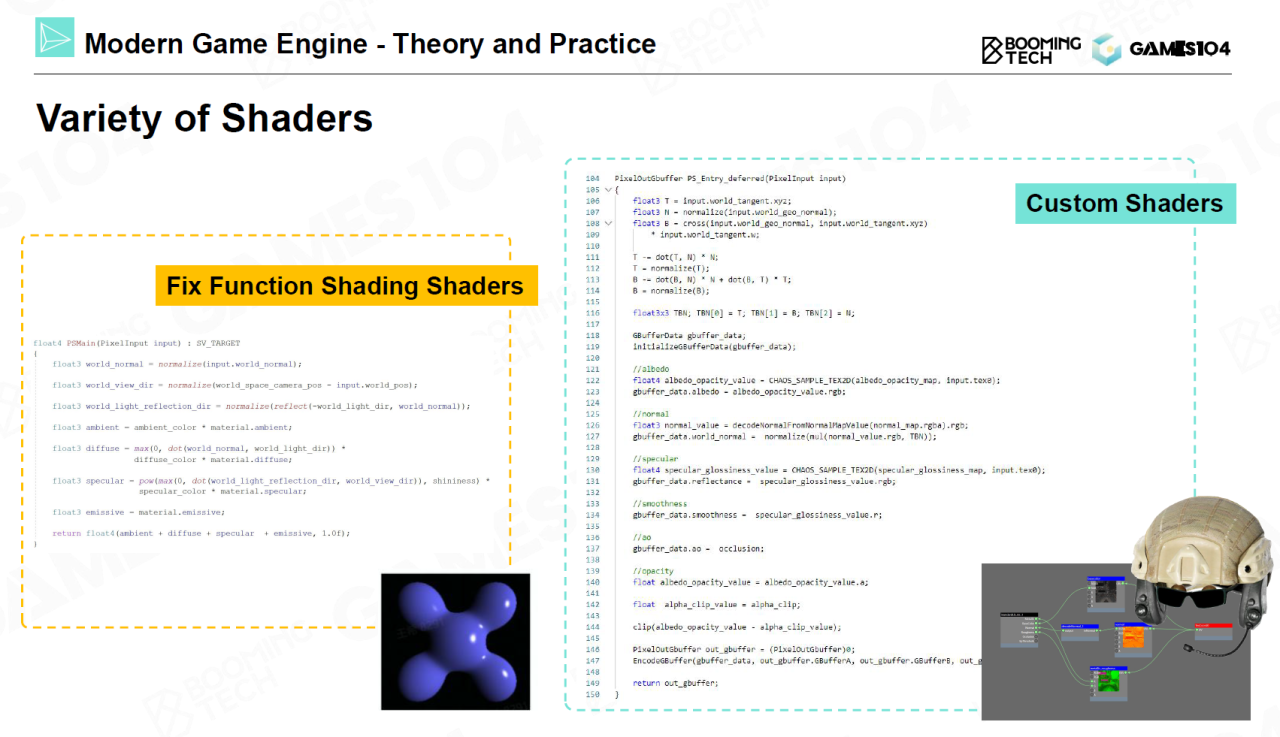 Modern Game Engine - Theory and Practice
BOOMING
TECH
GAMES104
Variety of Shaders
Fix Function Shading Shaders
float4 PSMain(PixelInput input) : SV_TARGET
{
float3 world_normal = normalize(input.world_normal);
float3 world_view_dir = normalize(world_space_camera_pos - input.world_pos);
float3 world_light_reflection_dir = normalize(reflect(-world_light_dir, world_normal));
float3 ambient = ambient_color * material.ambient;
float3 diffuse = max(0, dot(world_normal, world_light_dir)) *
diffuse_color * material.diffuse;
float3 specular = pow(max(0, dot(world_light_reflection_dir, world_view_dir)), shininess) *
specular_color * material.specular;
float3 emissive = material.emissive;
return float4(ambient + diffuse + specular + emissive, 1.0f);
}
Custom Shaders
104 PixelOutGbuffer PS_Entry_deferred(PixelInput input)
105 {
106 float3 T = input.world_tangent.xyz;
107 float3 N = normalize(input.world_geo_normal);
108 float3 B = cross(input.world_geo_normal, input.world_tangent.xyz)
109 * input.world_tangent.w;
110
111 T -= dot(T, N) * N;
112 T = normalize(T);
113 B -= dot(B, N) * N + dot(B, T) * T;
114 B = normalize(B);
115
116 float3x3 TBN; TBN[0] = T; TBN[1] = B; TBN[2] = N;
117
118 GBufferData gbuffer_data;
119 initializeGBufferData(gbuffer_data);
120
121 //albedo
122 float4 albedo_opacity_value = CHAOS_SAMPLE_TEX2D(albedo_opacity_map, input.tex0);
123 gbuffer_data.albedo = albedo_opocity_value.rgb;
124
125 //normal
126 float3 normal_value = decodeNormalFromNormalMapValue(normal_map.rgba).rgb;
127 gbuffer_data.world_normal = normalize(mul(normal_value.rgb, TBN));
128
129 //specular
130 float4 specular_glossiness_value = CHAOS_SAMPLE_TEX2D(specular_glossiness_map, input.tex0);
131 gbuffer_data.reflectance = specular_glossiness_value.rgb;
132
133 //smoothness
134 gbuffer_data.smoothness = specular_glossiness_value.r;
135
136 //ao
137 gbuffer_data.ao = occlusion;
138
139 //opacity
140 float albedo_opacity_value = albedo_opacity_value.a;
141
142 float alpha_clip_value = alpha_clip;
143
144 clip(albedo_opacity_value - alpha_clip_value);
145
146 PixelOutGbuffer out_gbuffer = (PixelOutGbuffer)0;
147 EncodeGBuffer(gbuffer_data, out_gbuffer.GBufferA, out_gbuffer.GBufferB, out_g
148
149 return out_gbuffer;
150 }